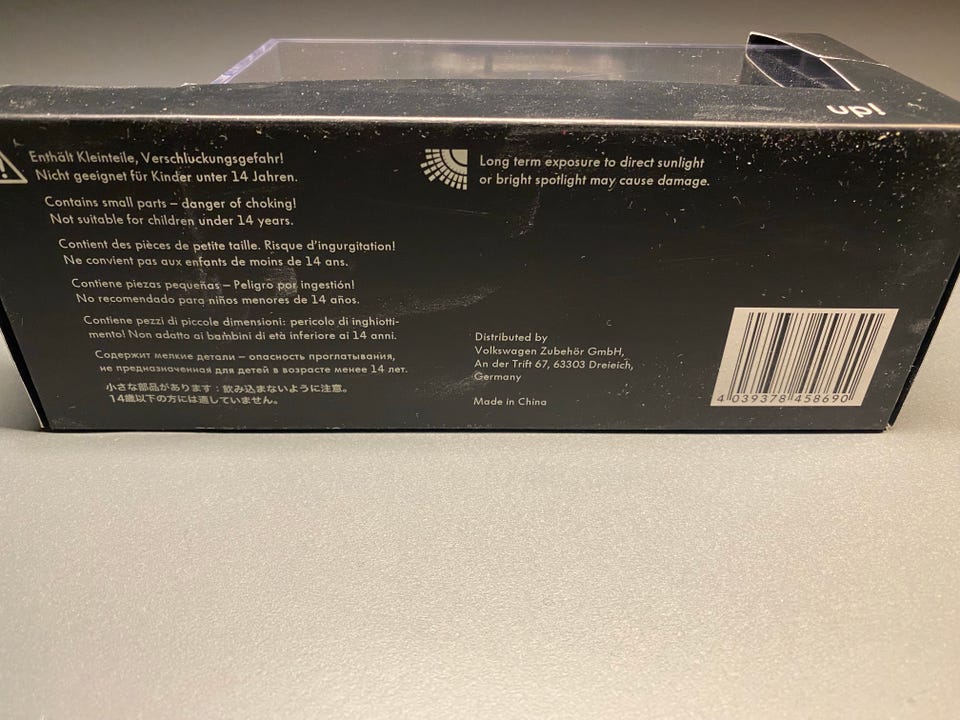 Enthält Kleinteile, Verschluckungsgefahr!
Nicht geeignet für Kinder unter 14 Jahren.
Contains small parts – danger of choking!
Not suitable for children under 14 years.
Contient des pièces de petite taille. Risque d'ingurgitation!
Ne convient pas aux enfants de moins de 14 ans.
Contiene piezas pequeñas – Peligro por ingestión!
No recomendado para niños menores de 14 años.
Contiene pezzi di piccole dimensioni: pericolo di inghiotti-
mento! Non adatto ai bambini di età inferiore ai 14 anni.
Содержит мелкие детали – опасность проглатывания,
не предназначенная для детей в возрасте менее 14 лет.
小さな部品があります：飲み込まないように注意。
14歳以下の方には適していません。
Long term exposure to direct sunlight
or bright spotlight may cause damage.
Distributed by
Volkswagen Zubehör GmbH,
An der Trift 67, 63303 Dreieich,
Germany
Made in China
4 039378 458690